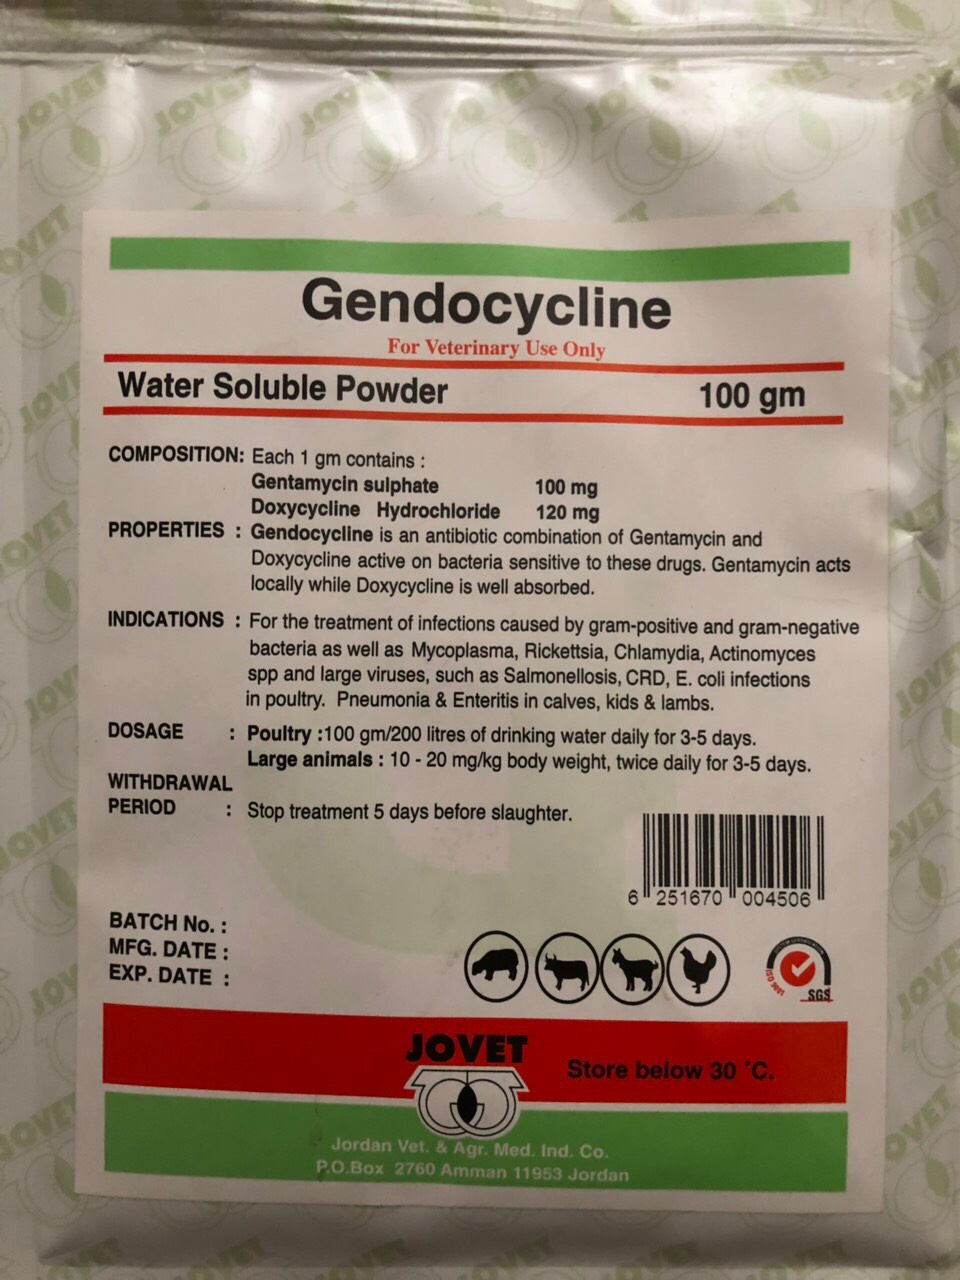 Gendocycline
For Veterinary Use Only
Water Soluble Powder 100 gm
COMPOSITION: Each 1 gm contains :
Gentamycin sulphate 100 mg
Doxycycline Hydrochloride 120 mg
PROPERTIES : Gendocycline is an antibiotic combination of Gentamycin and
Doxycycline active on bacteria sensitive to these drugs. Gentamycin acts
locally while Doxycycline is well absorbed.
INDICATIONS : For the treatment of infections caused by gram-positive and gram-negative
bacteria as well as Mycoplasma, Rickettsia, Chlamydia, Actinomyces
spp and large viruses, such as Salmonellosis, CRD, E. coli infections
in poultry. Pneumonia & Enteritis in calves, kids & lambs.
DOSAGE : Poultry :100 gm/200 litres of drinking water daily for 3-5 days.
Large animals : 10 - 20 mg/kg body weight, twice daily for 3-5 days.
WITHDRAWAL
PERIOD : Stop treatment 5 days before slaughter.
6 251670 004506
BATCH No. :
MFG. DATE :
EXP. DATE :
ISO 9001
SGS
JOVET
Store below 30 °C.
Jordan Vet. & Agr. Med. Ind. Co.
P.O.Box 2760 Amman 11953 Jordan